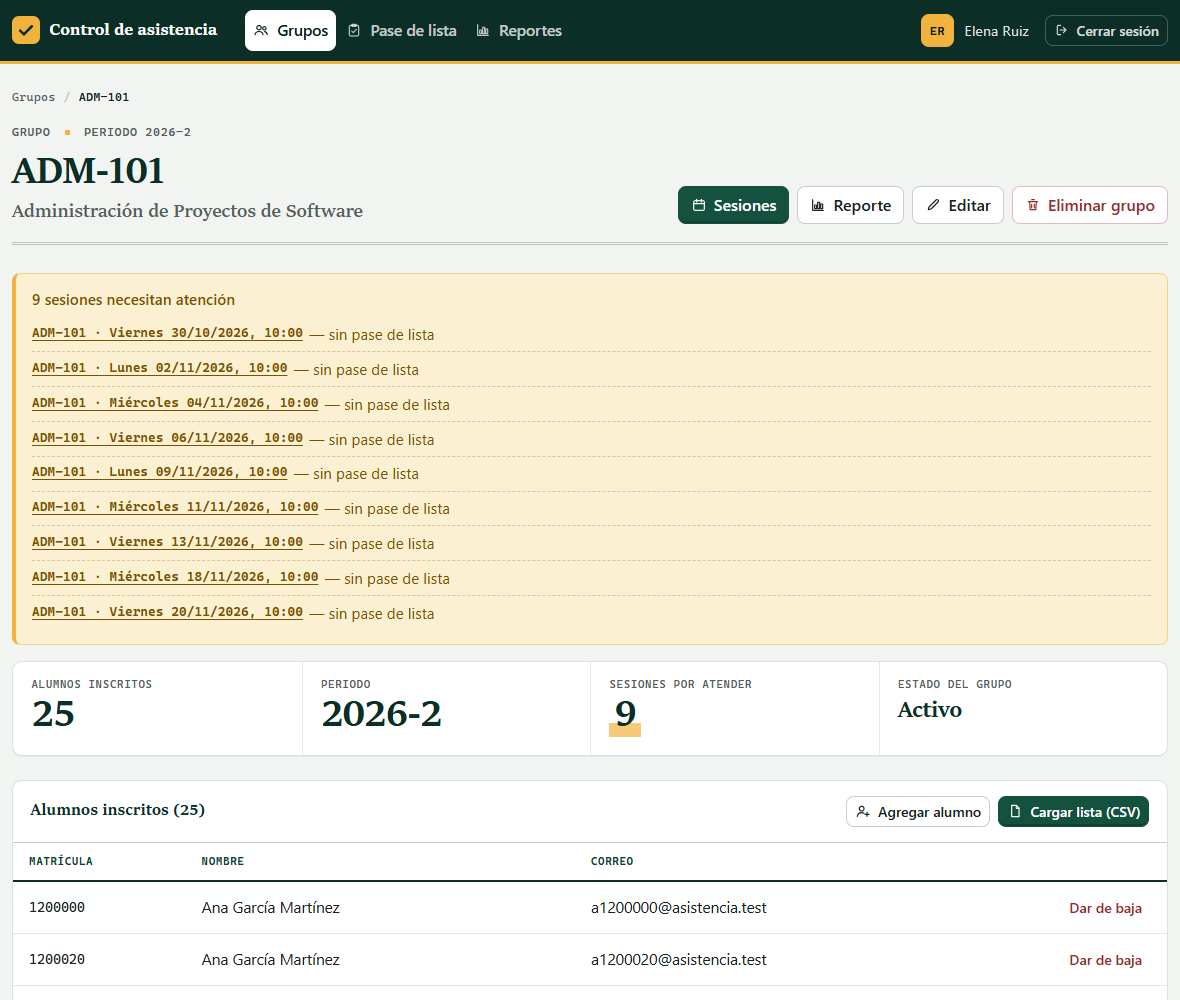 Control de asistencia Grupos Pase de lista Reportes ER Elena Ruiz Cerrar sesión
Grupos / ADM-101
GRUPO PERIODO 2026-2
ADM-101
Administración de Proyectos de Software
Sesiones Reporte Editar Eliminar grupo
9 sesiones necesitan atención
ADM-101 · Viernes 30/10/2026, 10:00 — sin pase de lista
ADM-101 · Lunes 02/11/2026, 10:00 — sin pase de lista
ADM-101 · Miércoles 04/11/2026, 10:00 — sin pase de lista
ADM-101 · Viernes 06/11/2026, 10:00 — sin pase de lista
ADM-101 · Lunes 09/11/2026, 10:00 — sin pase de lista
ADM-101 · Miércoles 11/11/2026, 10:00 — sin pase de lista
ADM-101 · Viernes 13/11/2026, 10:00 — sin pase de lista
ADM-101 · Miércoles 18/11/2026, 10:00 — sin pase de lista
ADM-101 · Viernes 20/11/2026, 10:00 — sin pase de lista
ALUMNOS INSCRITOS PERIODO SESIONES POR ATENDER ESTADO DEL GRUPO
25 2026-2 9 Activo
Alumnos inscritos (25) Agregar alumno Cargar lista (CSV)
MATRÍCULA NOMBRE CORREO
1200000 Ana García Martínez a1200000@asistencia.test Dar de baja
1200020 Ana García Martínez a1200020@asistencia.test Dar de baja